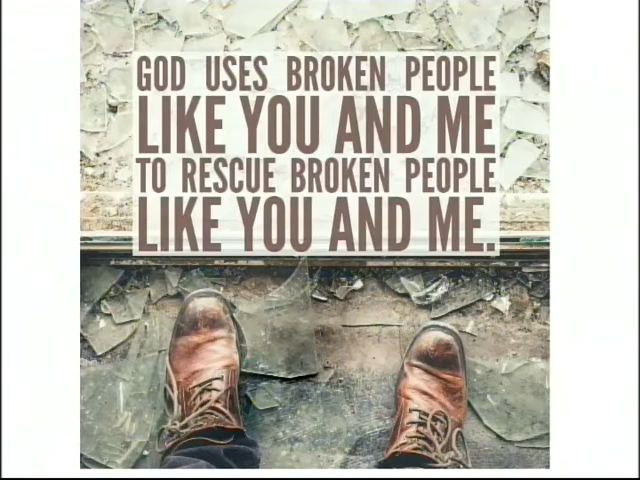 GOD USES BROKEN PEOPLE
LIKE YOU AND ME
TO RESCUE BROKEN PEOPLE
LIKE YOU AND ME.